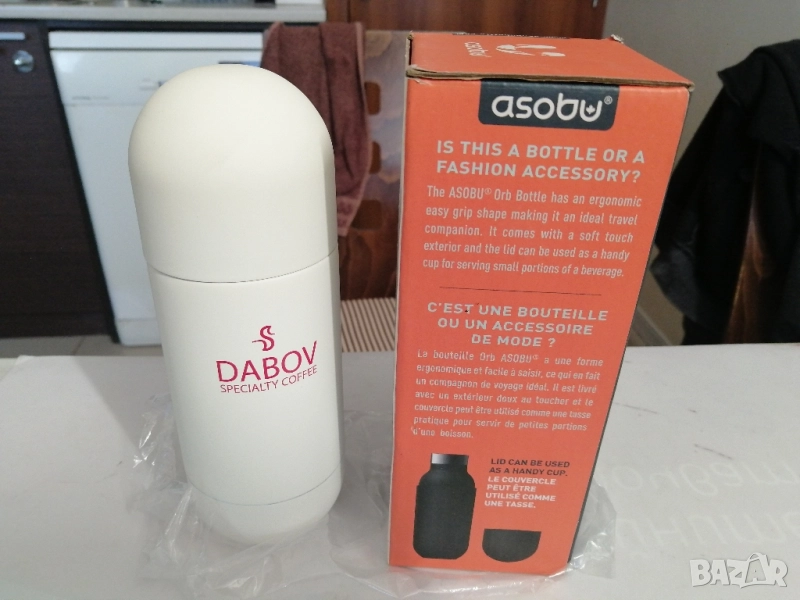 DABOV
SPECIALTY COFFEE
asobu®
IS THIS A BOTTLE OR A
FASHION ACCESSORY?
The ASOBU® Orb Bottle has an ergonomic
easy grip shape making it an ideal travel
companion. It comes with a soft touch
exterior and the lid can be used as a handy
cup for serving small portions of a beverage.
C'EST UNE BOUTEILLE
OU UN ACCESSOIRE
DE MODE ?
La bouteille Orb ASOBU® a une forme
ergonomique et facile à saisir, ce qui en fait
un compagnon de voyage idéal. Il est livré
avec un extérieur doux au toucher et le
couvercle peut être utilisé comme une tasse
pratique pour servir de petites portions
d'une boisson.
LID CAN BE USED
AS A HANDY CUP.
LE COUVERCLE
PEUT ÊTRE
UTILISÉ COMME
UNE TASSE.
BAZAR